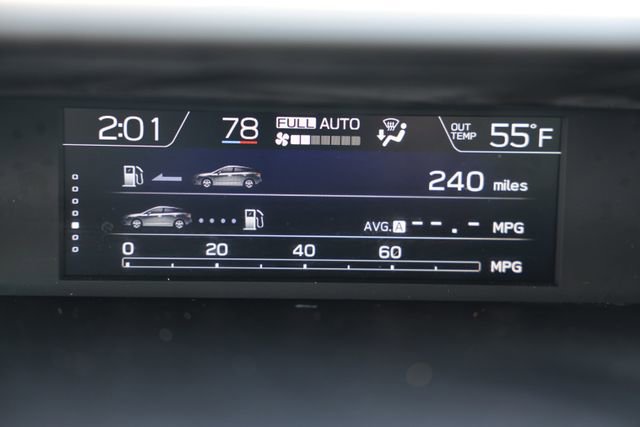 2:01 78 FULL AUTO OUT TEMP 55°F
240 miles
AVG. A --.- MPG
0 20 40 60
MPG